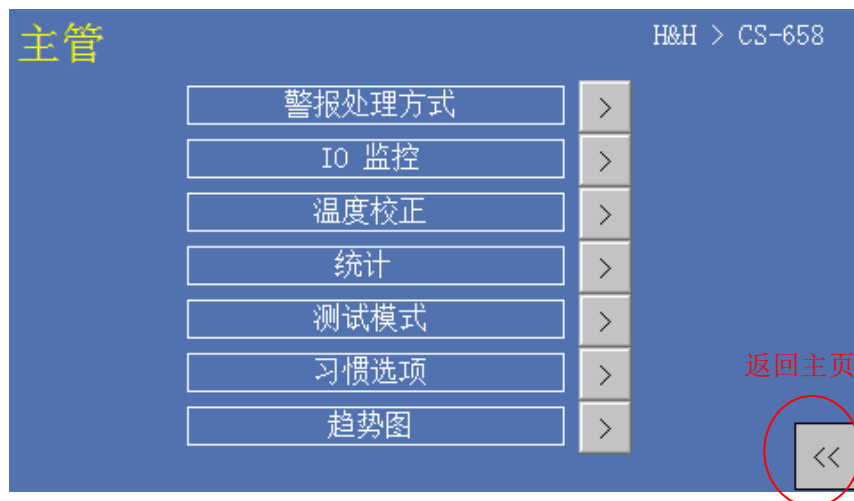 主管
H&H > CS-658
警报处理方式 >
IO 监控 >
温度校正 >
统计 >
测试模式 >
习惯选项 >
趋势图 >
返回主页
<<